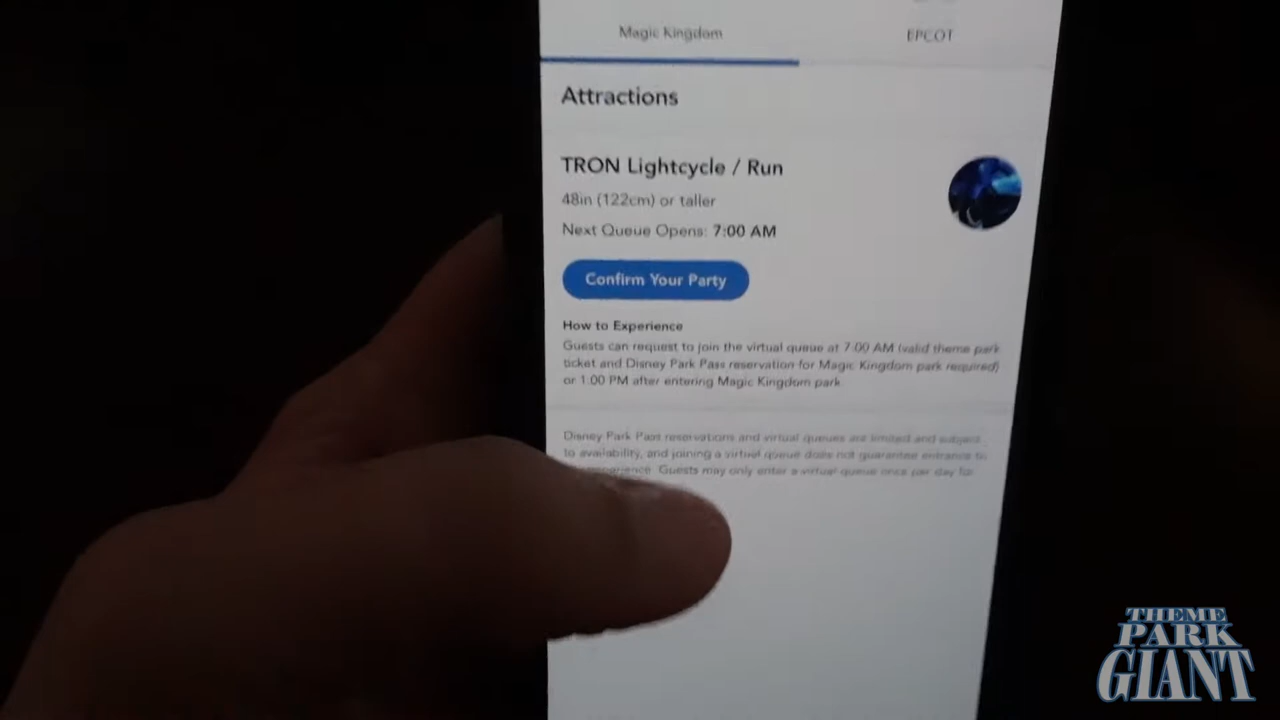 Magic Kingdom
EPCOT
Attractions
TRON Lightcycle / Run
48in (122cm) or taller
Next Queue Opens: 7:00 AM
Confirm Your Party
How to Experience
Guests can request to join the virtual queue at 7:00 AM (valid theme park
ticket and Disney Park Pass reservation for Magic Kingdom park required)
or 1:00 PM after entering Magic Kingdom park.
Disney Park Pass reservations and virtual queues are limited and subject
to availability, and joining a virtual queue does not guarantee entrance to
experience. Guests may only enter a virtual queue once per day for
THEME
PARK
GIANT